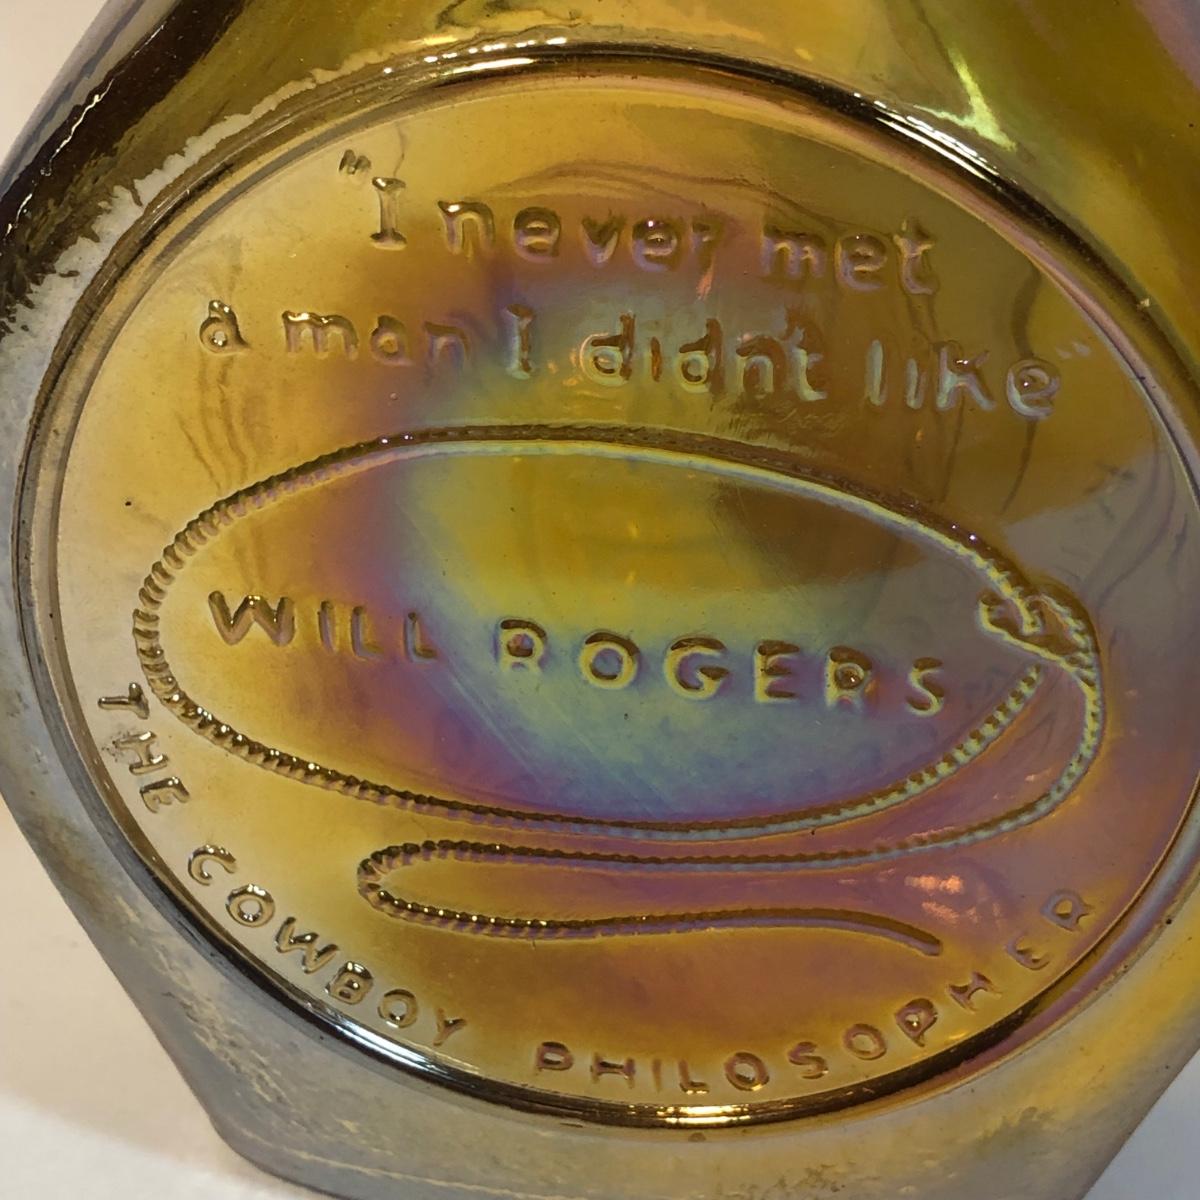 "I never met
a man I didn't like"
WILL ROGERS
THE COWBOY PHILOSOPHER